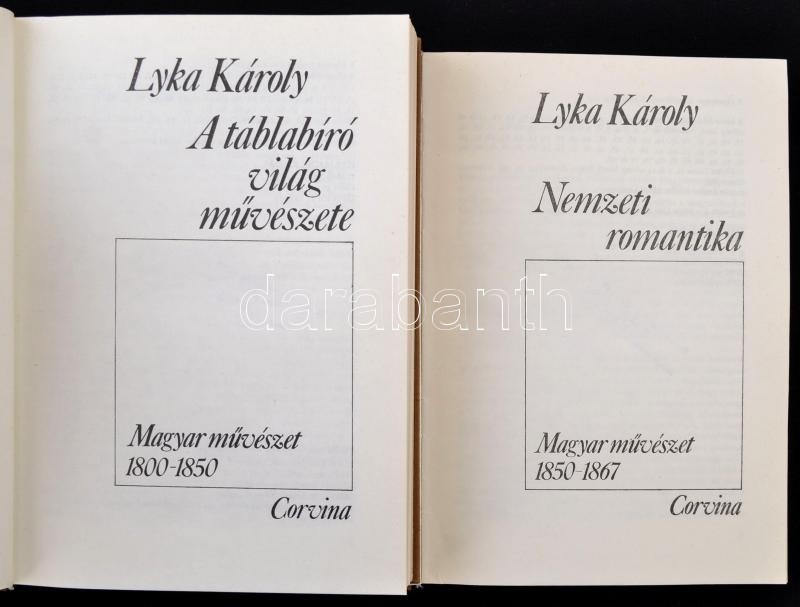 Lyka Károly
A táblabíró
világ
művészete
Magyar művészet
1800-1850
Corvina
Lyka Károly
Nemzeti
romantika
Magyar művészet
1850-1867
Corvina
darabanth